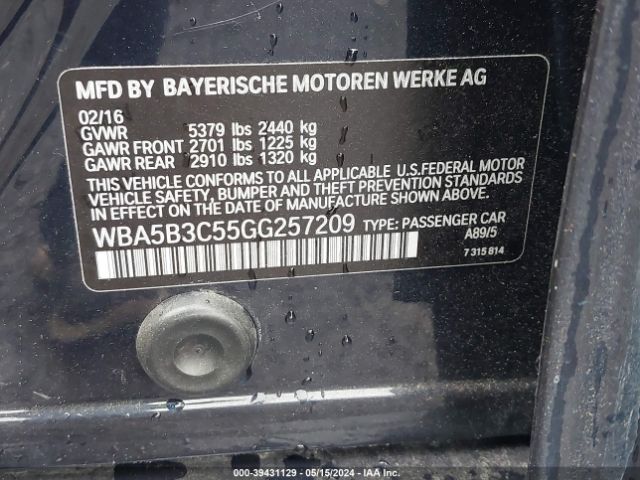 MFD BY BAYERISCHE MOTOREN WERKE AG
02/16
GVWR 5379 lbs 2440 kg
GAWR FRONT 2701 lbs 1225 kg
GAWR REAR 2910 lbs 1320 kg
THIS VEHICLE CONFORMS TO ALL APPLICABLE U.S.FEDERAL MOTOR
VEHICLE SAFETY, BUMPER AND THEFT PREVENTION STANDARDS
IN EFFECT ON THE DATE OF MANUFACTURE SHOWN ABOVE.
WBA5B3C55GG257209 TYPE: PASSENGER CAR
A89/5
7 315 814
000-39431129 - 05/15/2024 - IAA Inc.